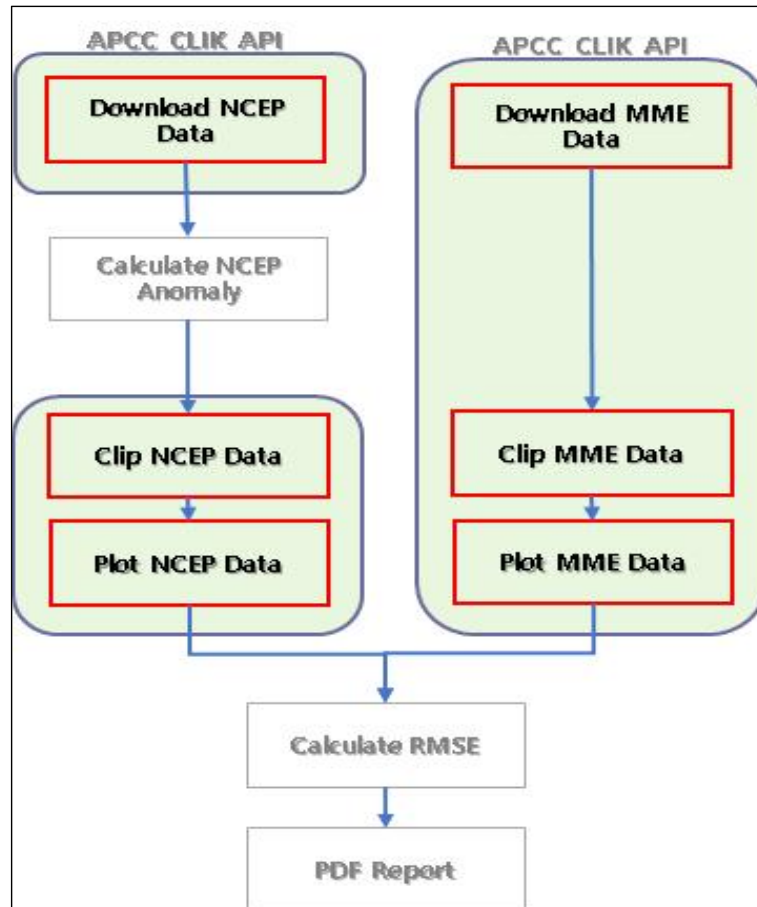 APCC CLIK API
Download NCEP
Data
Calculate NCEP
Anomaly
Clip NCEP Data
Plot NCEP Data
APCC CLIK API
Download MME
Data
Clip MME Data
Plot MME Data
Calculate RMSE
PDF Report